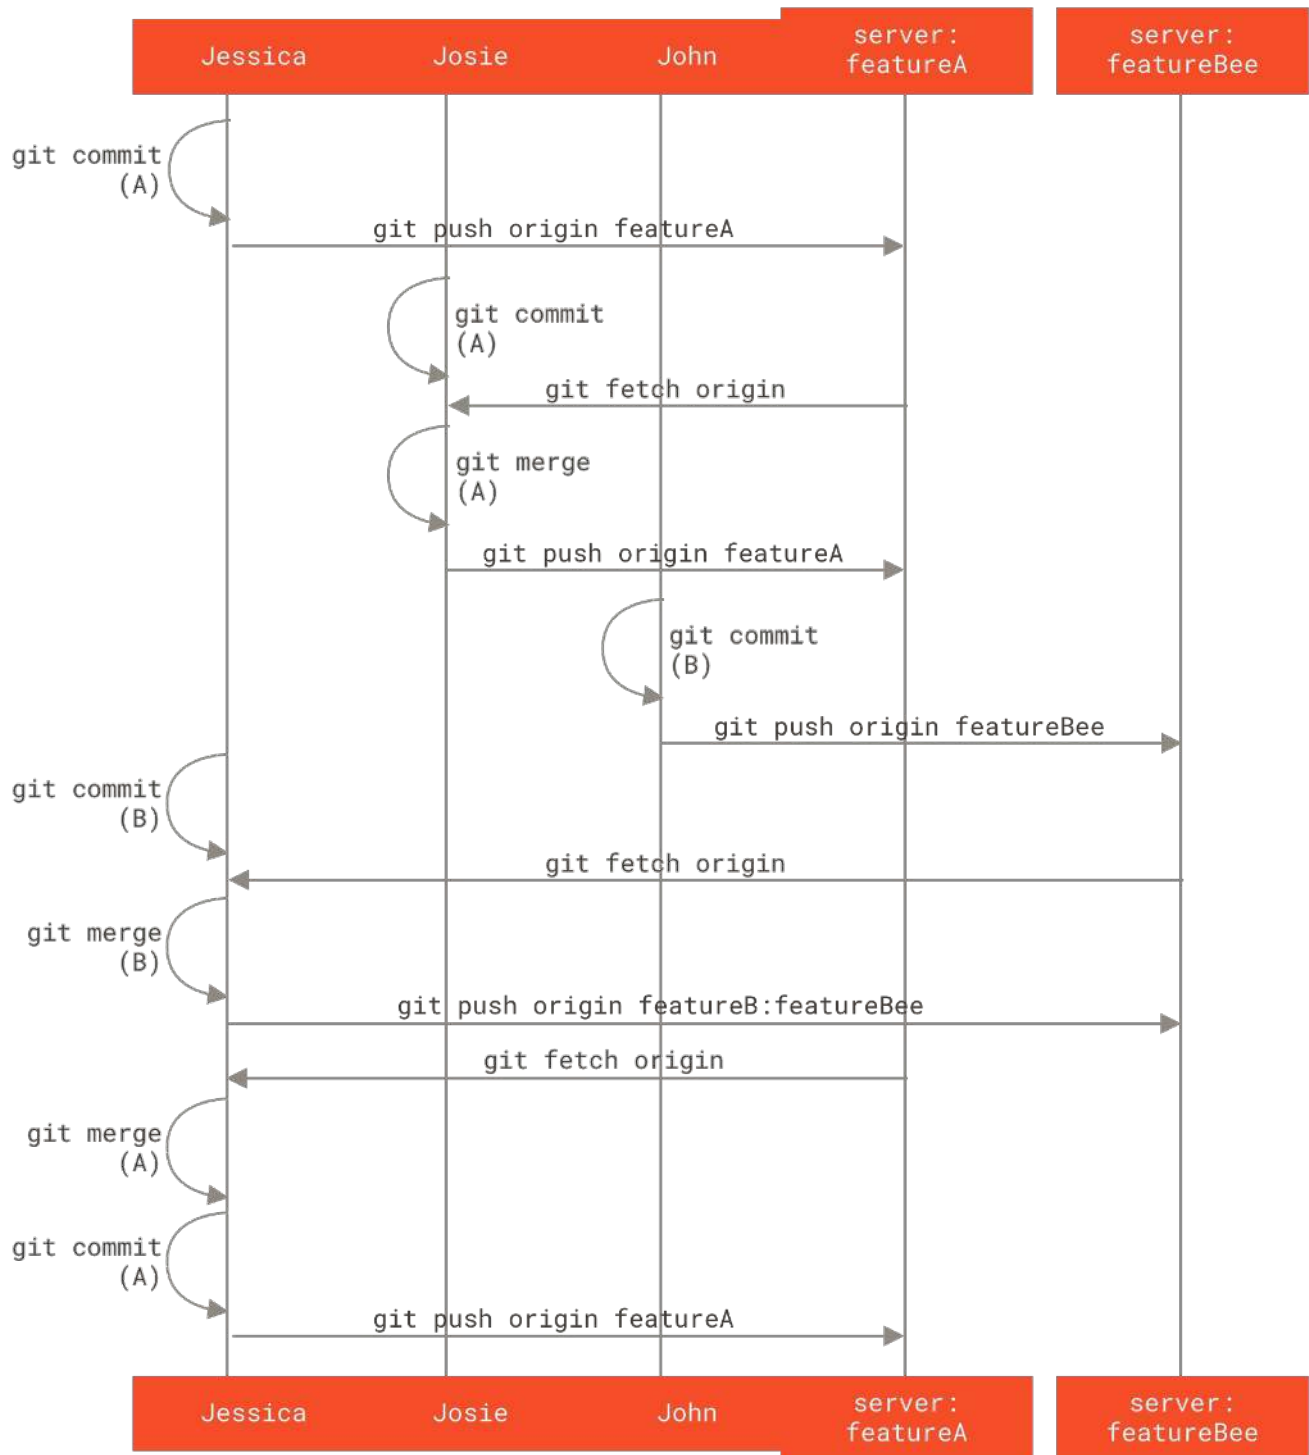 Jessica
Josie
John
server:
featureA
server:
featureBee
git commit
(A)
git push origin featureA
git commit
(A)
git fetch origin
git merge
(A)
git push origin featureA
git commit
(B)
git push origin featureBee
git commit
(B)
git fetch origin
git merge
(B)
git push origin featureB:featureBee
git fetch origin
git merge
(A)
git commit
(A)
git push origin featureA
Jessica
Josie
John
server:
featureA
server:
featureBee